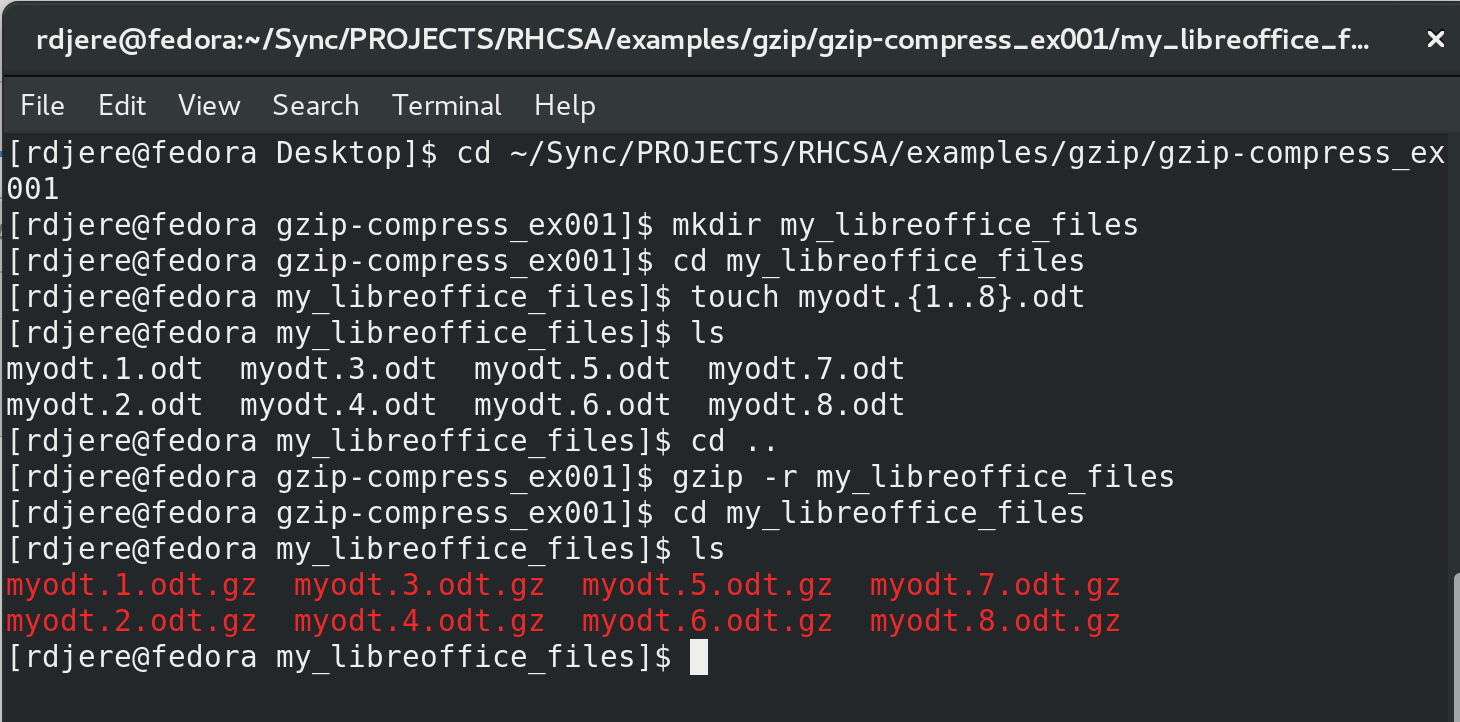 rdjere@fedora:~/Sync/PROJECTS/RHCSA/examples/gzip/gzip-compress_ex001/my_libreoffice_f...
File Edit View Search Terminal Help
[rdjere@fedora Desktop]$ cd ~/Sync/PROJECTS/RHCSA/examples/gzip/gzip-compress_ex
001
[rdjere@fedora gzip-compress_ex001]$ mkdir my_libreoffice_files
[rdjere@fedora gzip-compress_ex001]$ cd my_libreoffice_files
[rdjere@fedora my_libreoffice_files]$ touch myodt.{1..8}.odt
[rdjere@fedora my_libreoffice_files]$ ls
myodt.1.odt  myodt.3.odt  myodt.5.odt  myodt.7.odt
myodt.2.odt  myodt.4.odt  myodt.6.odt  myodt.8.odt
[rdjere@fedora my_libreoffice_files]$ cd ..
[rdjere@fedora gzip-compress_ex001]$ gzip -r my_libreoffice_files
[rdjere@fedora gzip-compress_ex001]$ cd my_libreoffice_files
[rdjere@fedora my_libreoffice_files]$ ls
myodt.1.odt.gz  myodt.3.odt.gz  myodt.5.odt.gz  myodt.7.odt.gz
myodt.2.odt.gz  myodt.4.odt.gz  myodt.6.odt.gz  myodt.8.odt.gz
[rdjere@fedora my_libreoffice_files]$